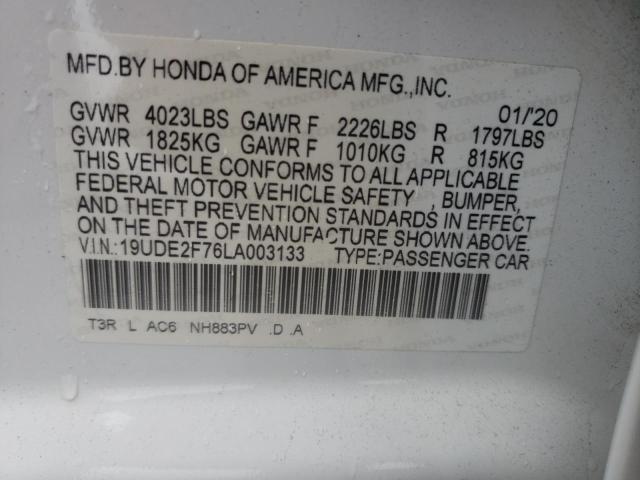 MFD.BY HONDA OF AMERICA MFG.,INC.
01/'20
GVWR 4023LBS GAWR F 2226LBS R 1797LBS
GVWR 1825KG GAWR F 1010KG R 815KG
THIS VEHICLE CONFORMS TO ALL APPLICABLE
FEDERAL MOTOR VEHICLE SAFETY , BUMPER,
AND THEFT PREVENTION STANDARDS IN EFFECT
ON THE DATE OF MANUFACTURE SHOWN ABOVE.
V.I.N.:19UDE2F76LA003133 TYPE:PASSENGER CAR
T3R L AC6 NH883PV .D .A